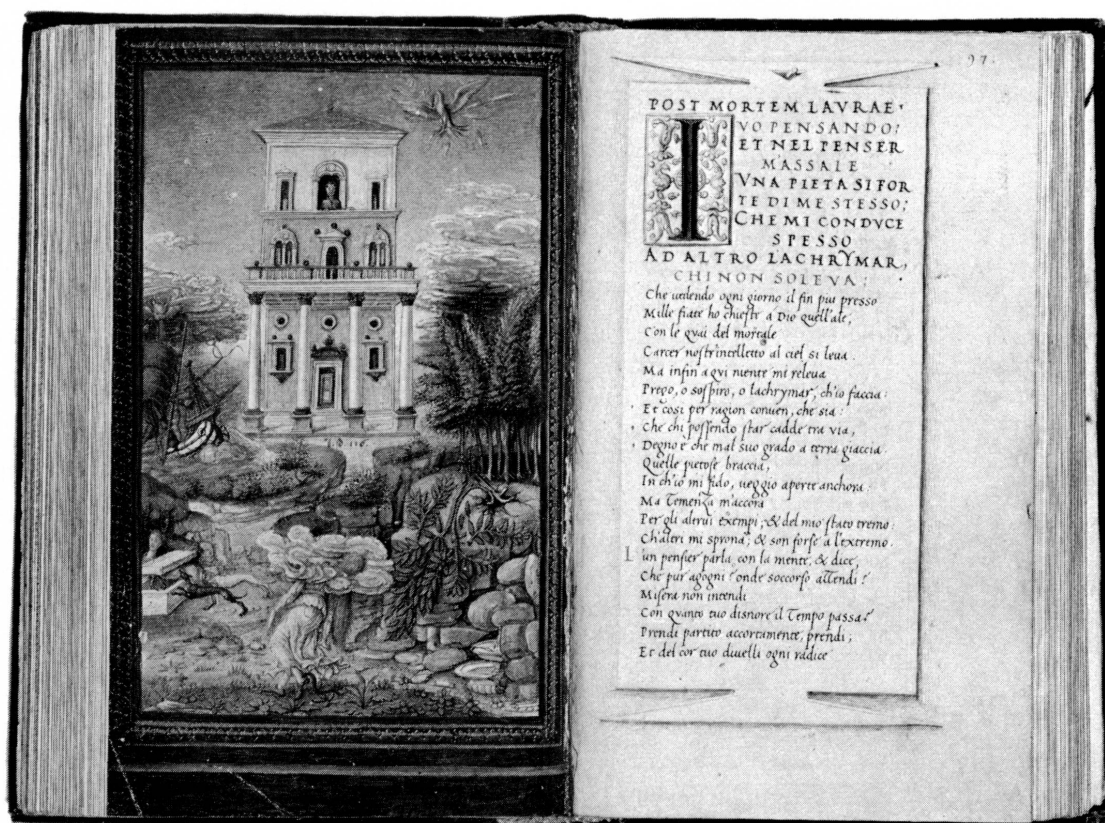 97.
POST MORTEM LAVRAE·
I VO PENSANDO;
ET NEL PENSER
M'ASSALE
VNA PIETA SI FOR
TE DI ME STESSO;
CHE MI CONDVCE
SPESSO
AD ALTRO LACHRYMAR,
CHI NON SOLEVA:
Che uedendo ogni giorno il fin piu presso
Mille fiate ho chieste a Dio quell'ale,
Con le quai del mortale
Carcer nostr'intelletto al ciel si leua.
Ma infin a qui niente mi releua
Prego, o sospiro, o lachrymar, ch'io faccia:
Et cosi per ragion conuen, che sia:
Che chi possendo star cadde tra via,
Degno e che mal suo grado a terra giaccia.
Quelle pietose braccia,
In ch'io mi fido, ueggio aperte anchora:
Ma Temenza m'accora
Per gli altrui exempi; & del mio stato tremo:
Ch'altri mi sprona; & son forse a l'extremo.
L'un pensier parla con la mente, & dice,
Che pur agogni? onde soccorso attendi?
Misera non intendi
Con quanto tuo disnore il Tempo passa?
Prendi partito accortamente, prendi;
Et del cor tuo diuelli ogni radice